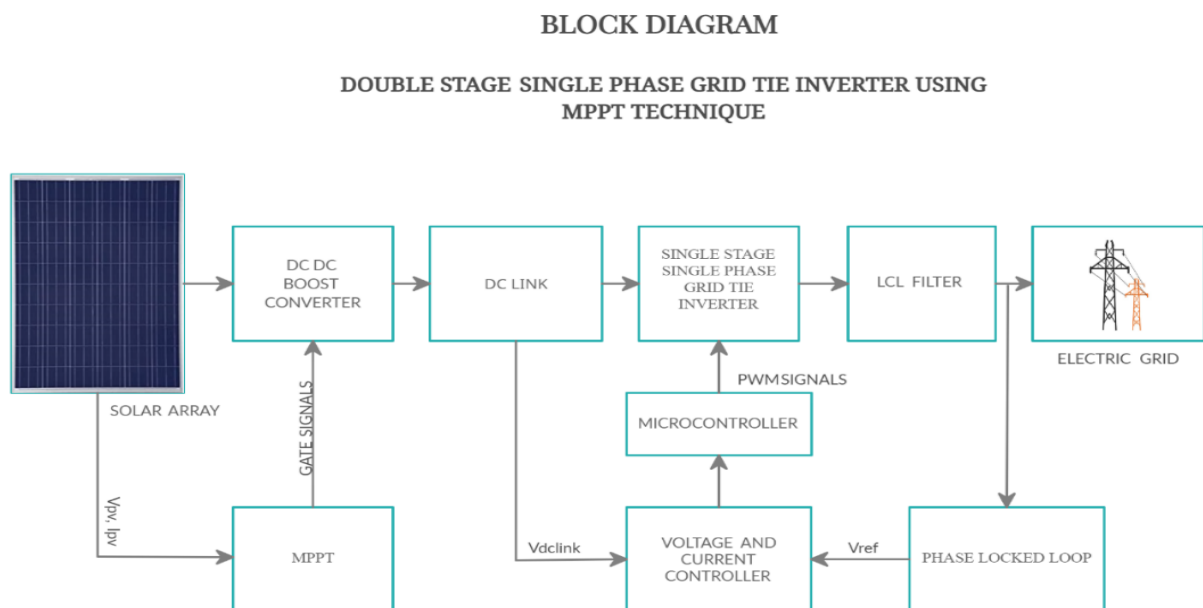 BLOCK DIAGRAM
DOUBLE STAGE SINGLE PHASE GRID TIE INVERTER USING
MPPT TECHNIQUE
DC DC
BOOST
CONVERTER
DC LINK
SINGLE STAGE
SINGLE PHASE
GRID TIE
INVERTER
LCL FILTER
ELECTRIC GRID
SOLAR ARRAY
GATE SIGNALS
PWM SIGNALS
MICROCONTROLLER
Vpv, Ipv
MPPT
Vdclink
VOLTAGE AND
CURRENT
CONTROLLER
Vref
PHASE LOCKED LOOP